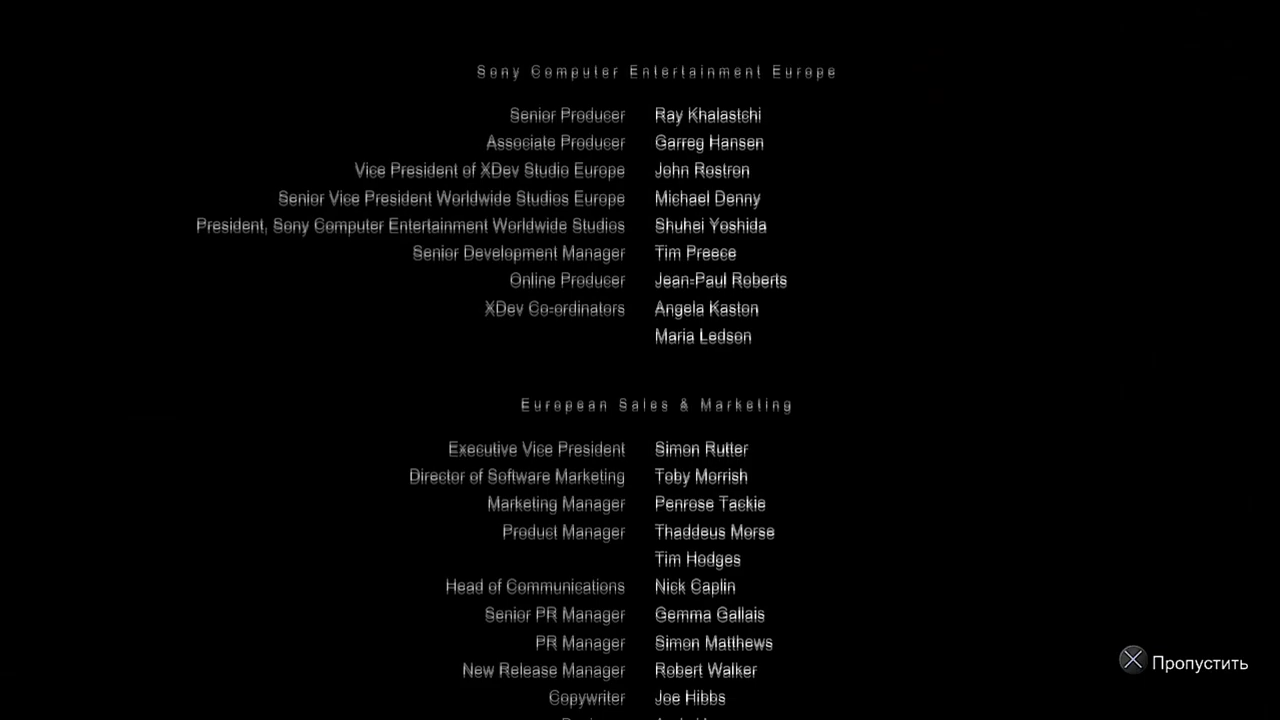 Sony Computer Entertainment Europe
Senior Producer Ray Khalastchi
Associate Producer Garreg Hansen
Vice President of XDev Studio Europe John Rostron
Senior Vice President Worldwide Studios Europe Michael Denny
President, Sony Computer Entertainment Worldwide Studios Shuhei Yoshida
Senior Development Manager Tim Preece
Online Producer Jean-Paul Roberts
XDev Co-ordinators Angela Kaston
Maria Ledson
European Sales & Marketing
Executive Vice President Simon Rutter
Director of Software Marketing Toby Morrish
Marketing Manager Penrose Tackie
Product Manager Thaddeus Morse
Tim Hodges
Head of Communications Nick Caplin
Senior PR Manager Gemma Gallais
PR Manager Simon Matthews
New Release Manager Robert Walker
Copywriter Joe Hibbs
Пропустить